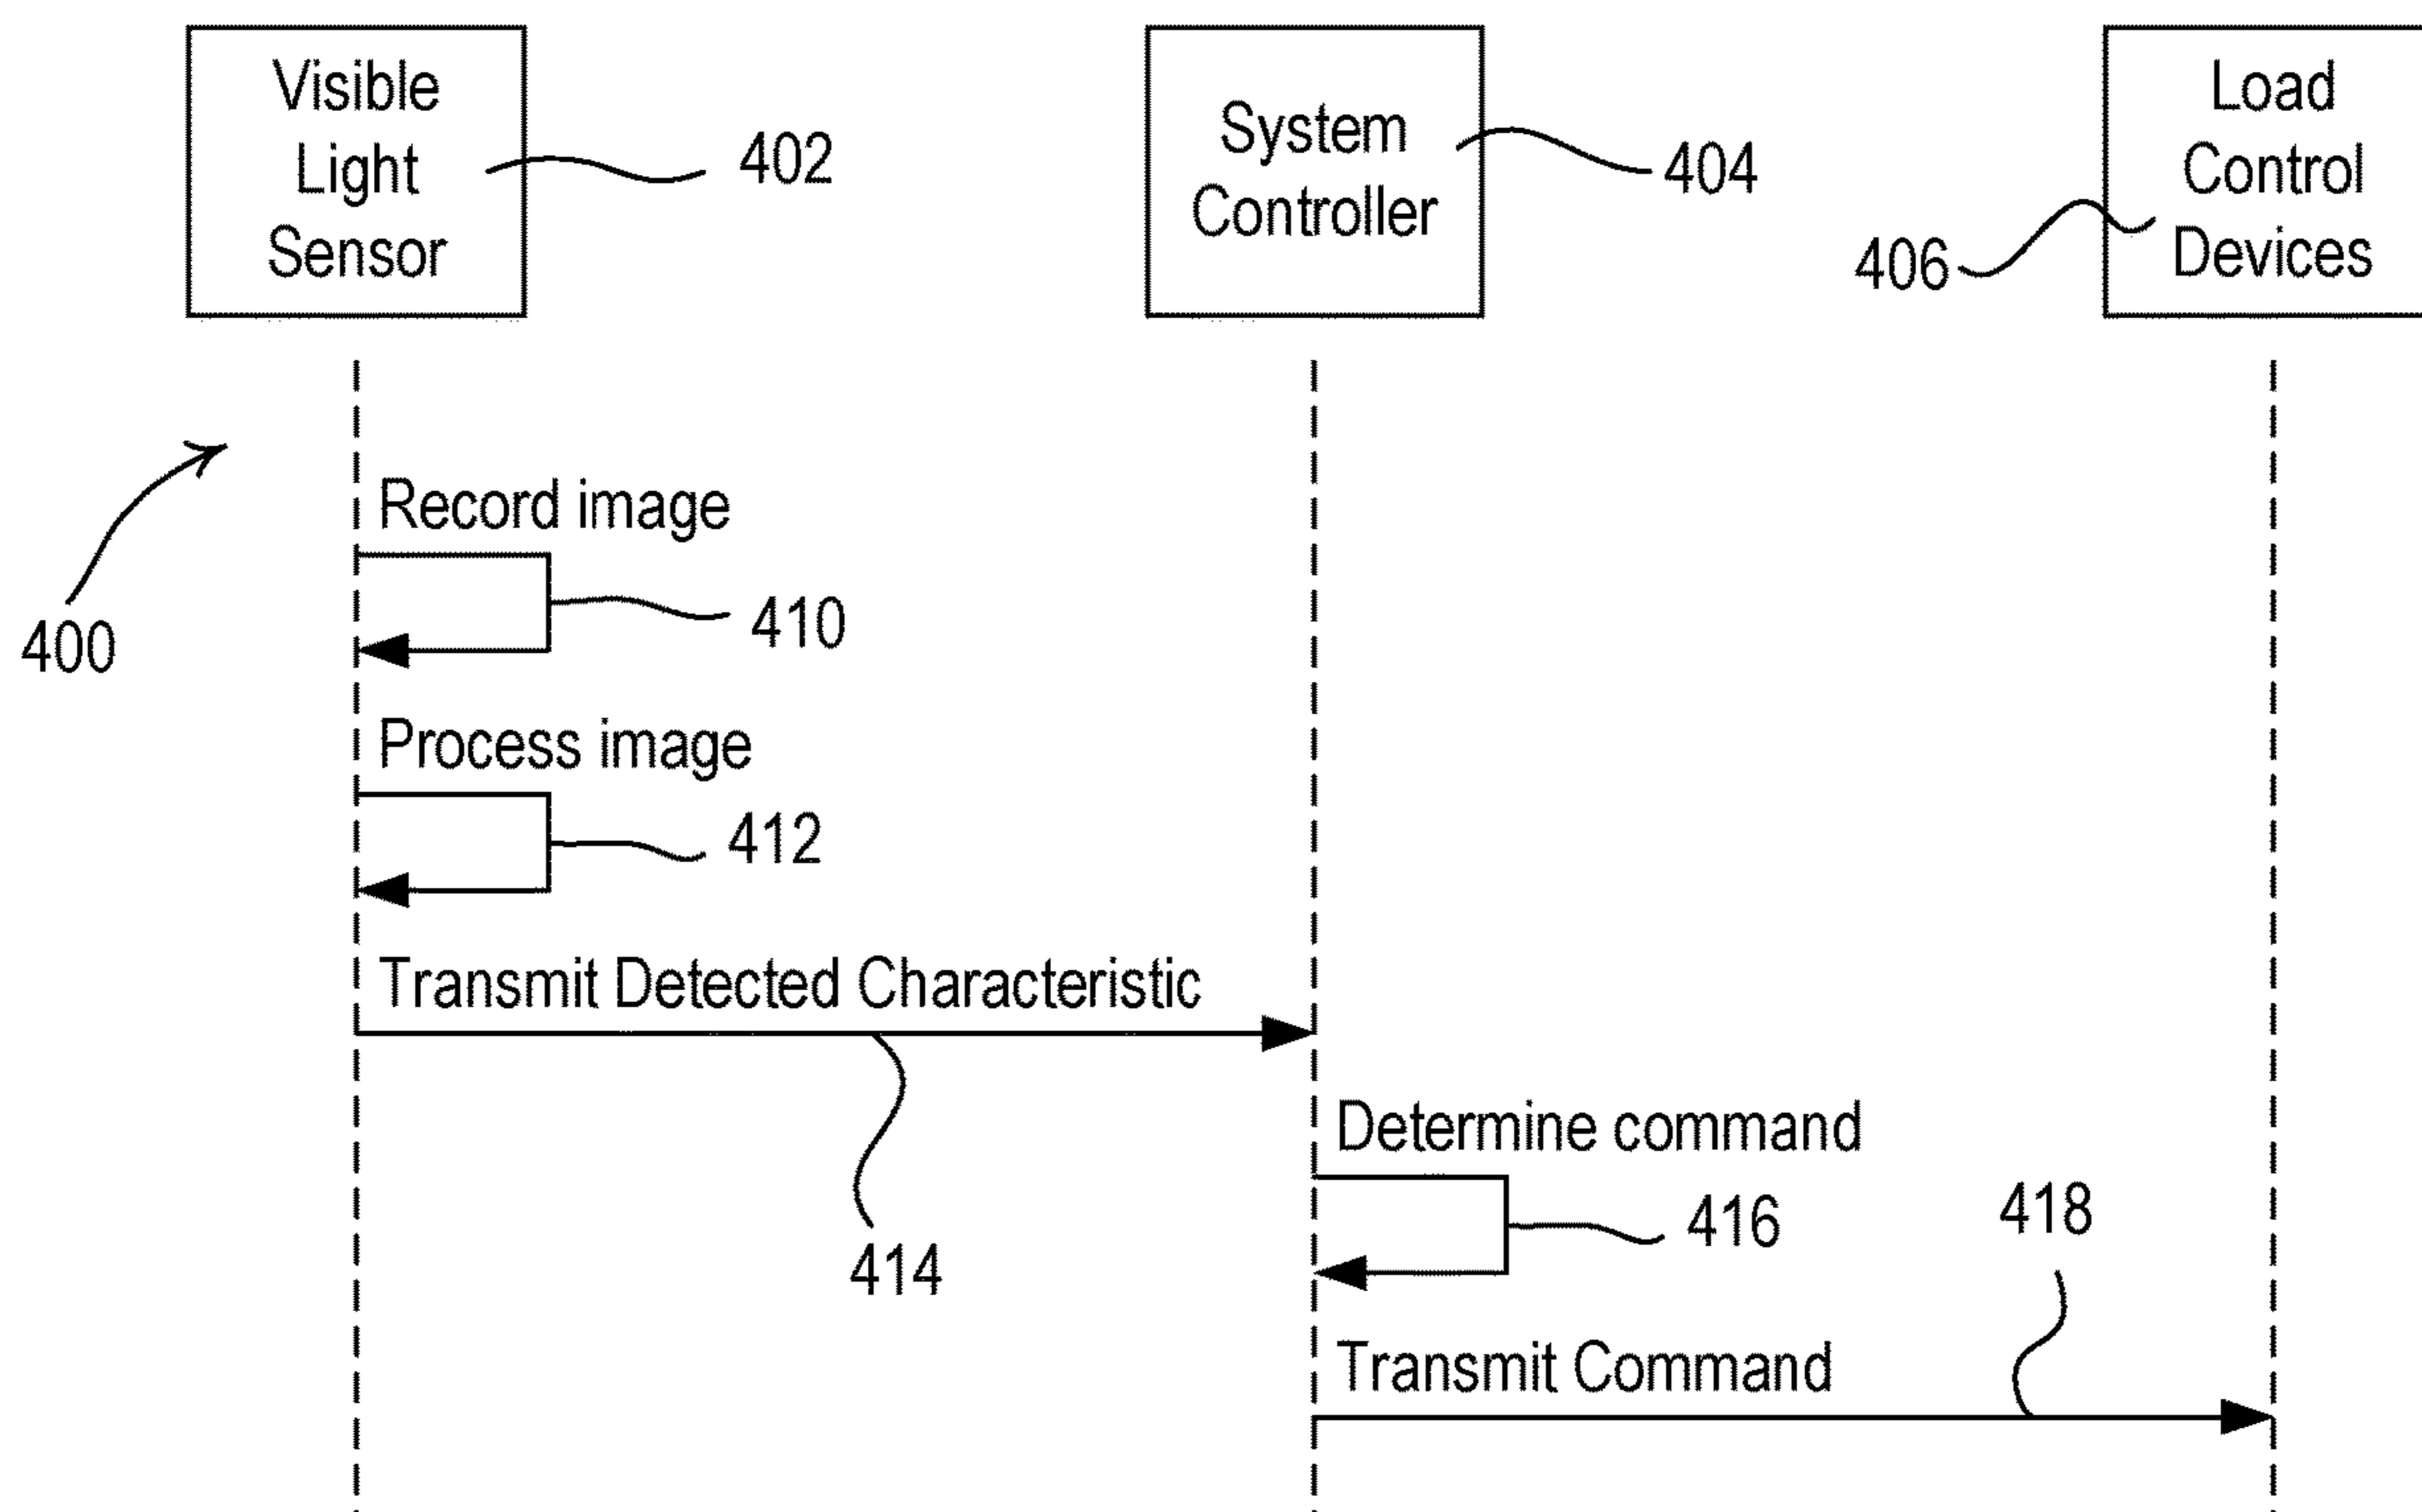 Visible
Light
Sensor
402
System
Controller
404
Load
Control
Devices
406
400
Record image
410
Process image
412
Transmit Detected Characteristic
414
Determine command
416
418
Transmit Command